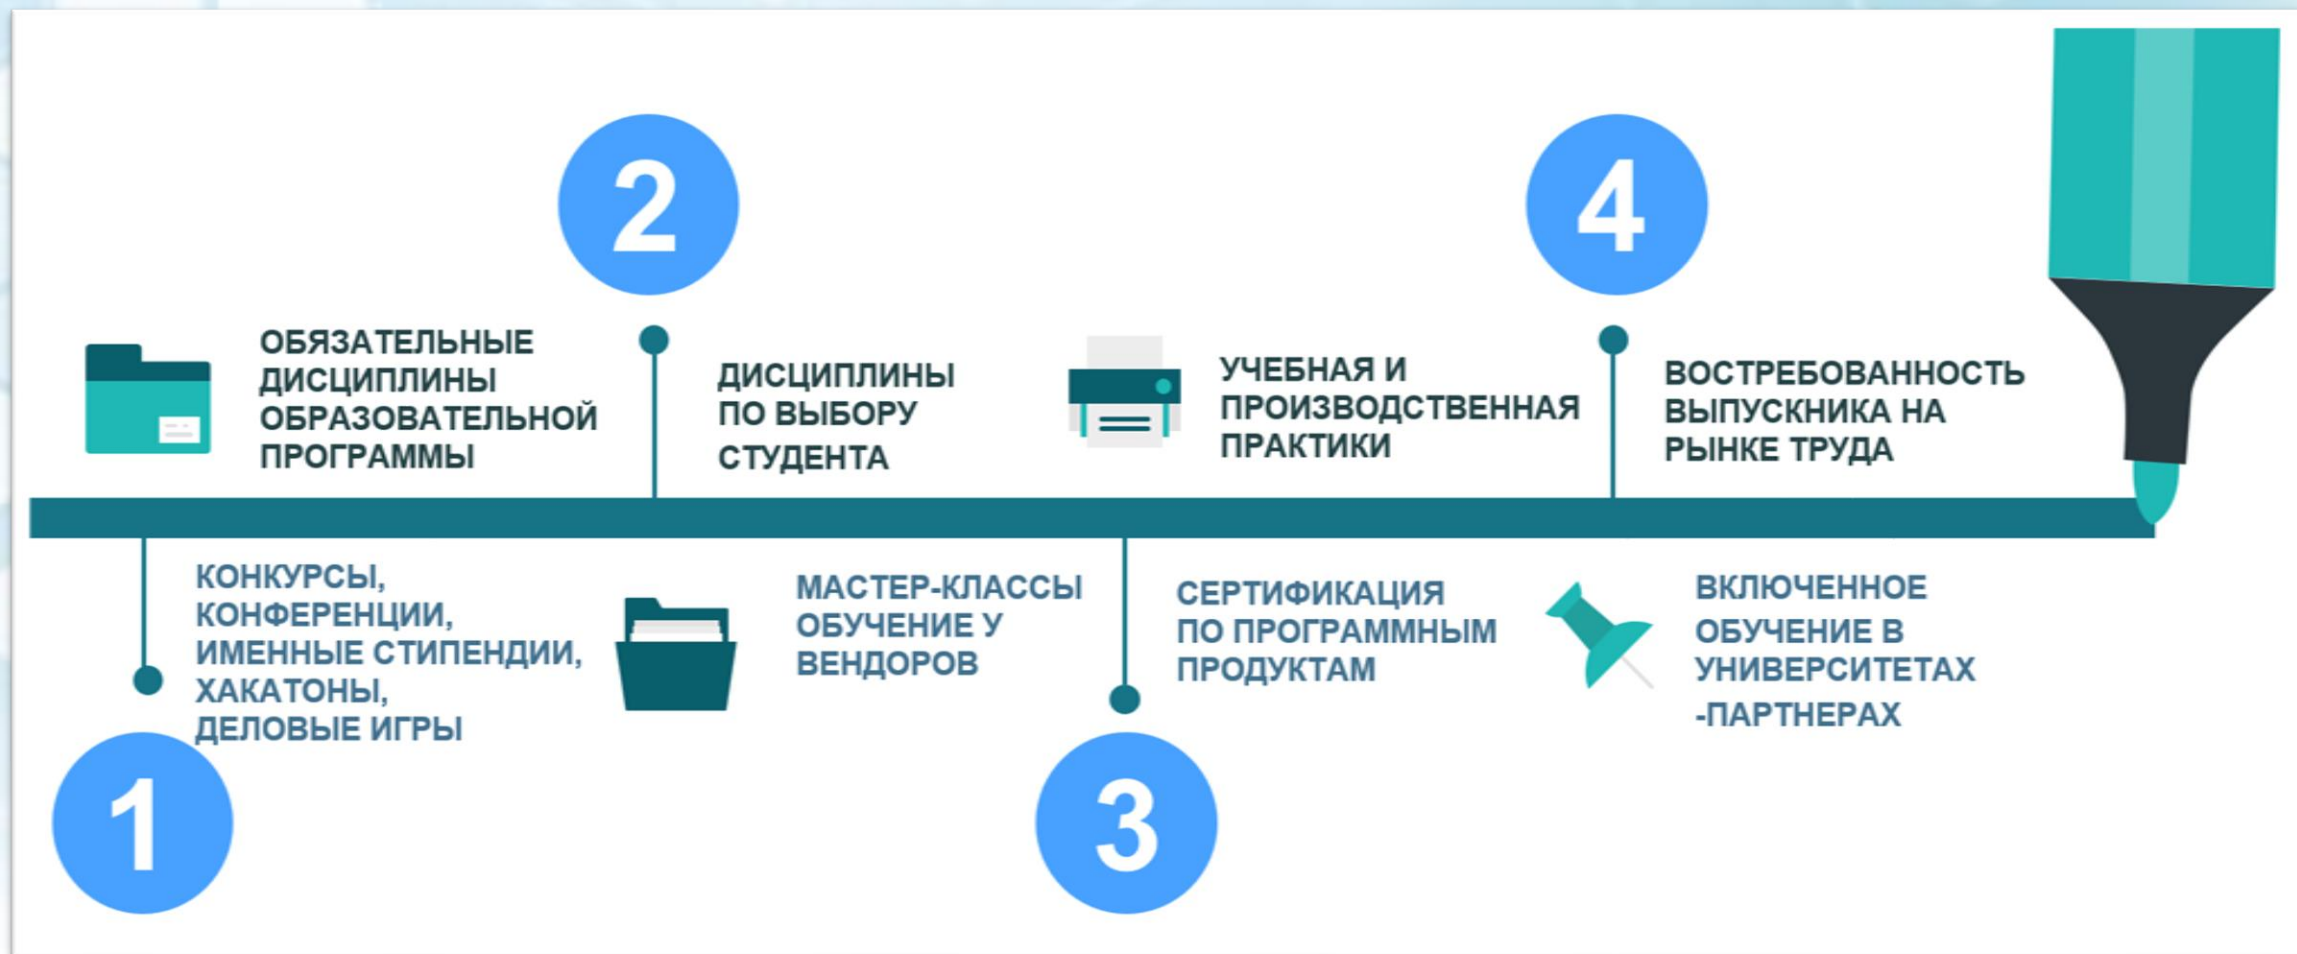 2
4
ОБЯЗАТЕЛЬНЫЕ
ДИСЦИПЛИНЫ
ОБРАЗОВАТЕЛЬНОЙ
ПРОГРАММЫ
ДИСЦИПЛИНЫ
ПО ВЫБОРУ
СТУДЕНТА
УЧЕБНАЯ И
ПРОИЗВОДСТВЕННАЯ
ПРАКТИКИ
ВОСТРЕБОВАННОСТЬ
ВЫПУСКНИКА НА
РЫНКЕ ТРУДА
КОНКУРСЫ,
КОНФЕРЕНЦИИ,
ИМЕННЫЕ СТИПЕНДИИ,
ХАКАТОНЫ,
ДЕЛОВЫЕ ИГРЫ
МАСТЕР-КЛАССЫ
ОБУЧЕНИЕ У
ВЕНДОРОВ
СЕРТИФИКАЦИЯ
ПО ПРОГРАММНЫМ
ПРОДУКТАМ
ВКЛЮЧЕННОЕ
ОБУЧЕНИЕ В
УНИВЕРСИТЕТАХ
-ПАРТНЕРАХ
1
3